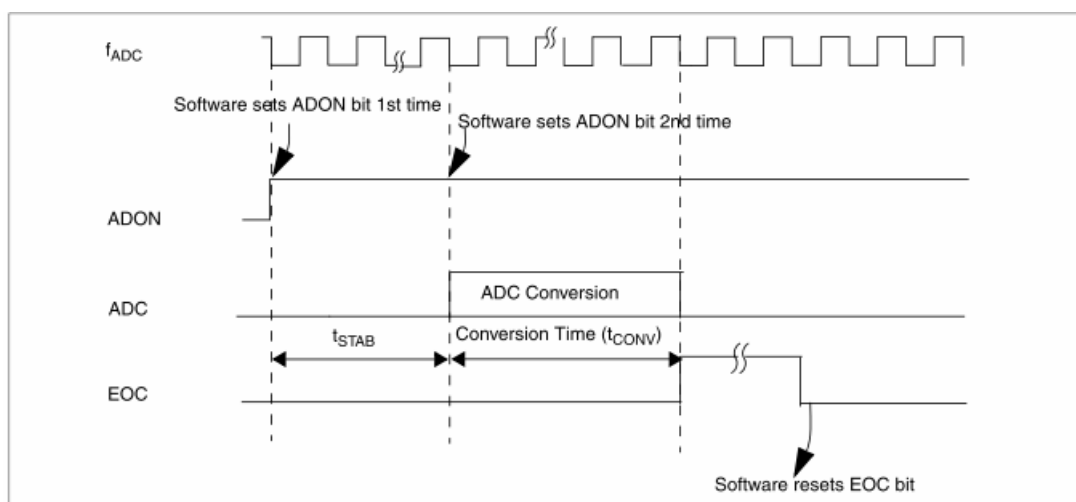 fADC
Software sets ADON bit 1st time
Software sets ADON bit 2nd time
ADON
ADC Conversion
ADC
tSTAB
Conversion Time (tCONV)
EOC
Software resets EOC bit